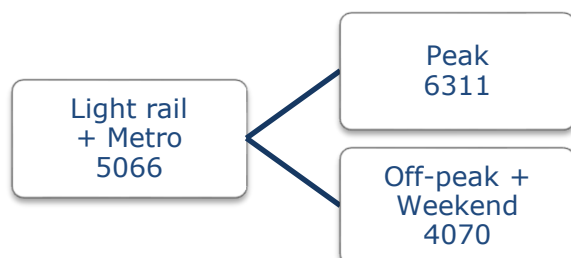 Light rail
+ Metro
5066
Peak
6311
Off-peak +
Weekend
4070